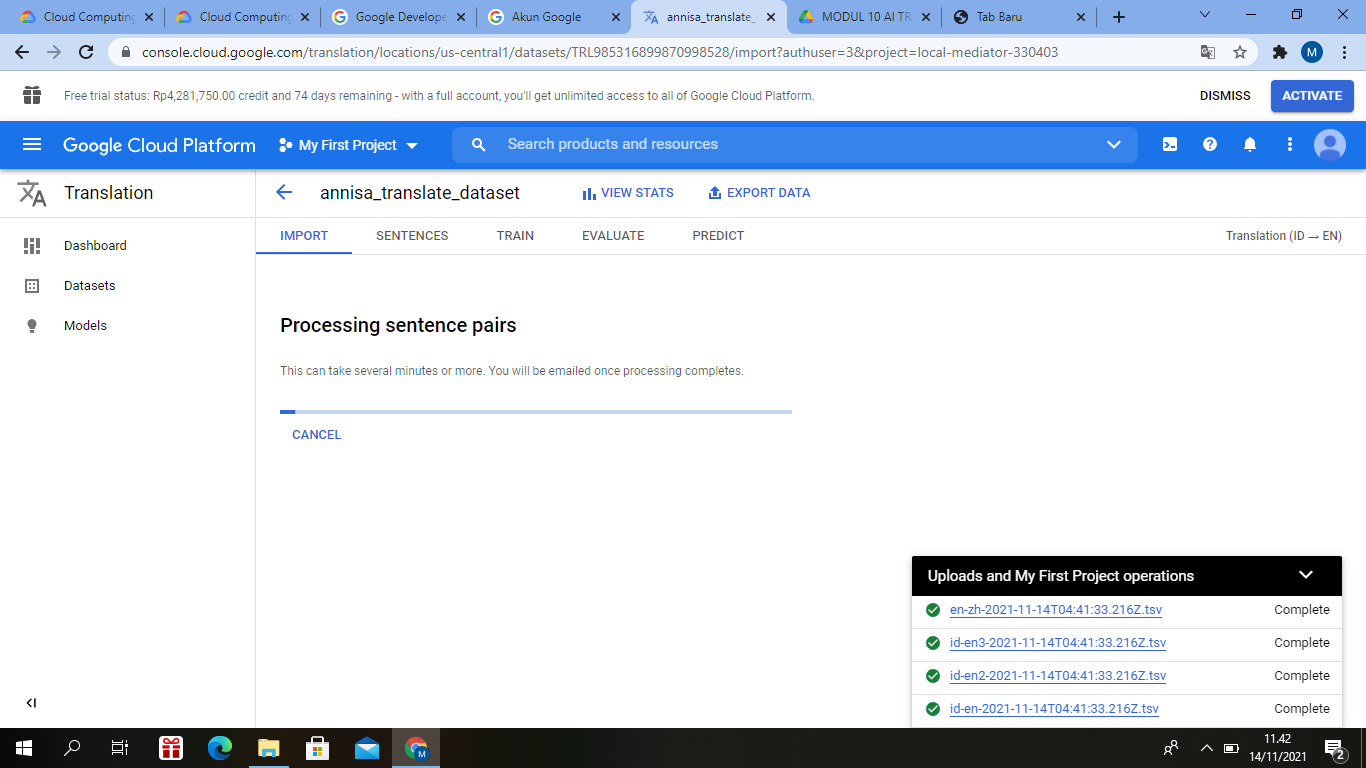 Cloud Computing
Cloud Computing
Google Develope
Akun Google
annisa_translate_
MODUL 10 AI TR
Tab Baru
console.cloud.google.com/translation/locations/us-central1/datasets/TRL985316899870998528/import?authuser=3&project=local-mediator-330403
M
Free trial status: Rp4,281,750.00 credit and 74 days remaining - with a full account, you'll get unlimited access to all of Google Cloud Platform.
DISMISS
ACTIVATE
Google Cloud Platform
My First Project
Search products and resources
Translation
annisa_translate_dataset
VIEW STATS
EXPORT DATA
Dashboard
Datasets
Models
IMPORT
SENTENCES
TRAIN
EVALUATE
PREDICT
Translation (ID → EN)
Processing sentence pairs
This can take several minutes or more. You will be emailed once processing completes.
CANCEL
Uploads and My First Project operations
en-zh-2021-11-14T04:41:33.216Z.tsv Complete
id-en3-2021-11-14T04:41:33.216Z.tsv Complete
id-en2-2021-11-14T04:41:33.216Z.tsv Complete
id-en-2021-11-14T04:41:33.216Z.tsv Complete
M
11.42
14/11/2021
2